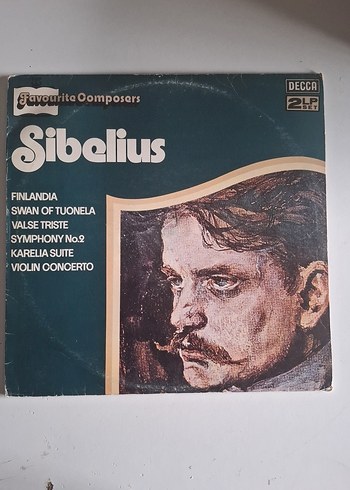 Favourite Composers
DECCA
2LP
SET
Sibelius
FINLANDIA
SWAN OF TUONELA
VALSE TRISTE
SYMPHONY No.2
KARELIA SUITE
VIOLIN CONCERTO